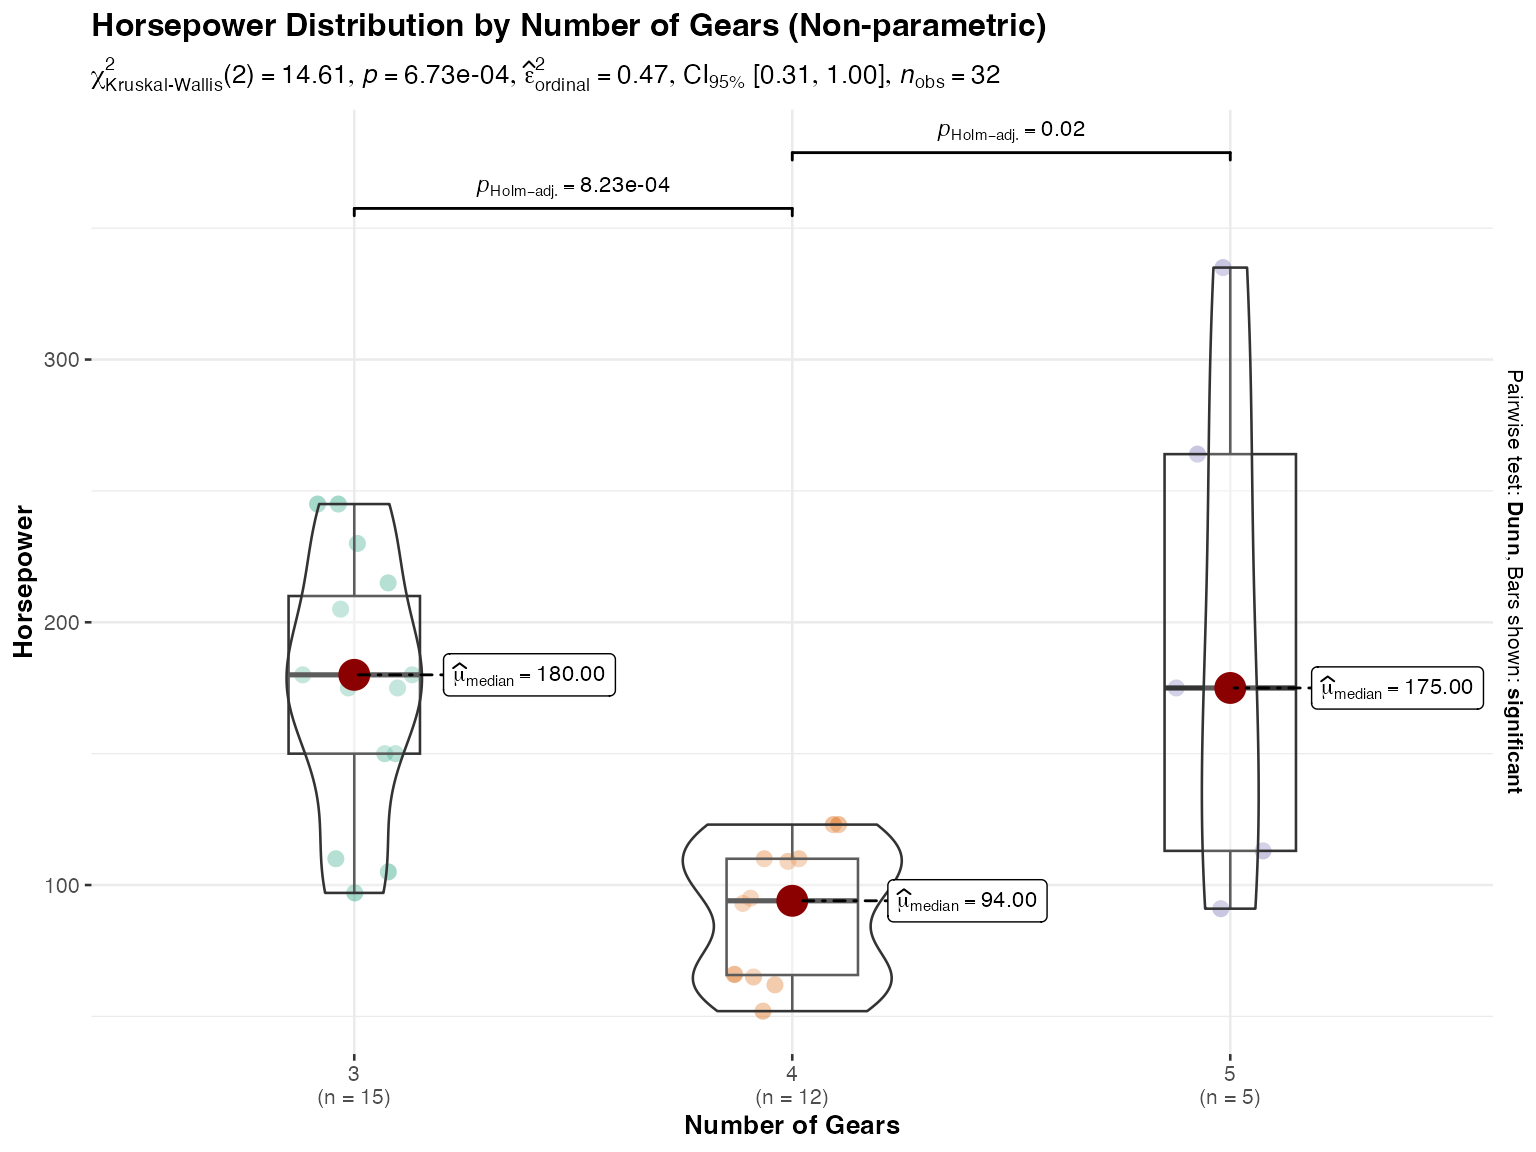 Horsepower Distribution by Number of Gears (Non-parametric)
χ²Kruskal-Wallis(2) = 14.61, p = 6.73e-04, ε̂²ordinal = 0.47, CI95% [0.31, 1.00], nobs = 32
pHolm−adj. = 0.02
pHolm−adj. = 8.23e-04
300
200
100
Horsepower
μ̂median = 180.00
μ̂median = 94.00
μ̂median = 175.00
Pairwise test: Dunn, Bars shown: significant
3
(n = 15)
4
(n = 12)
5
(n = 5)
Number of Gears